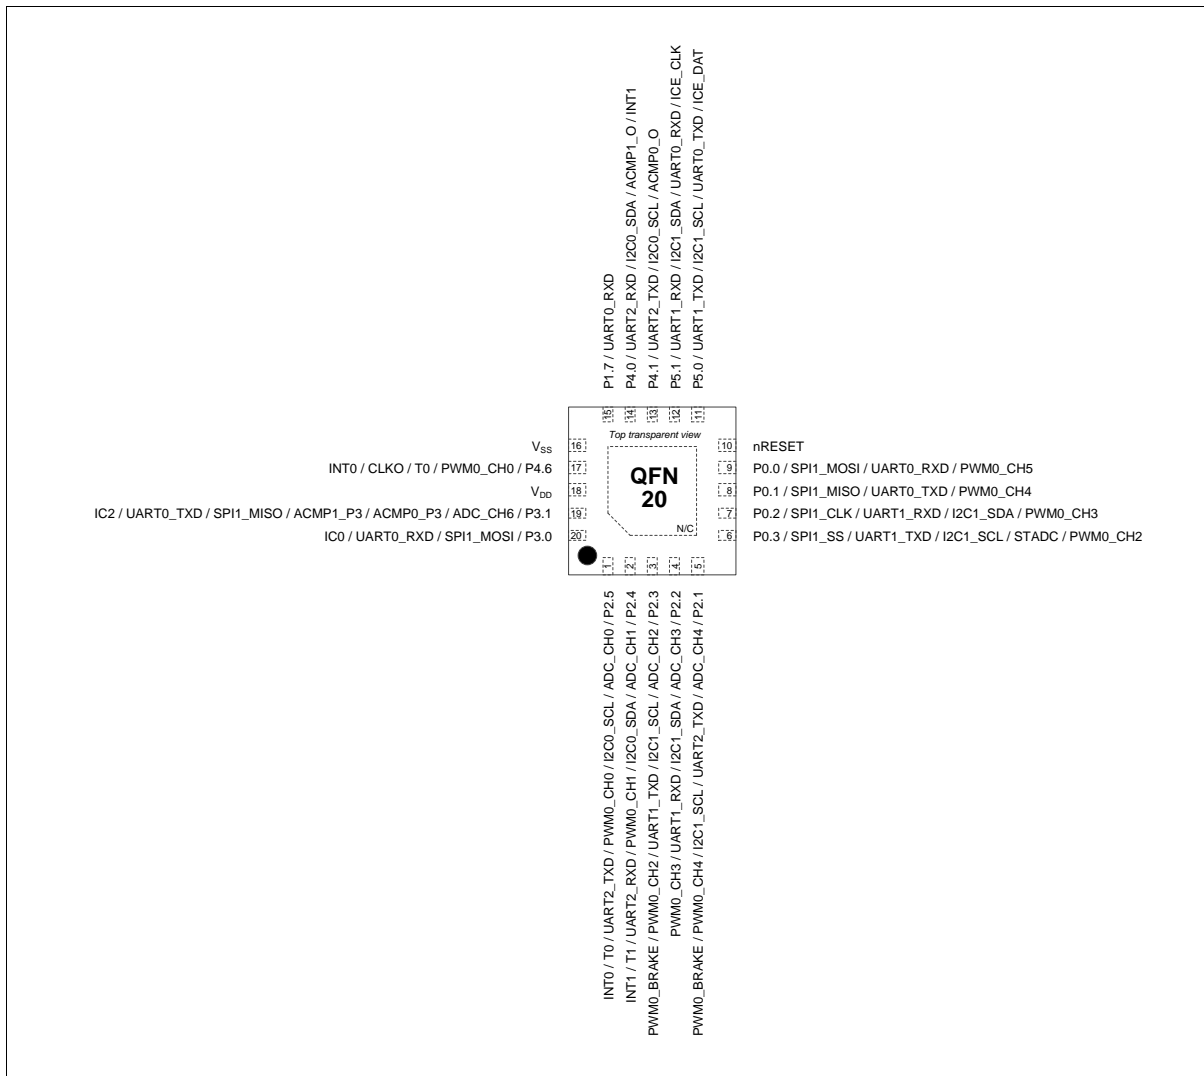 P1.7 / UART0_RXD
P4.0 / UART2_RXD / I2C0_SDA / ACMP1_O / INT1
P4.1 / UART2_TXD / I2C0_SCL / ACMP0_O
P5.1 / UART1_RXD / I2C1_SDA / UART0_RXD / ICE_CLK
P5.0 / UART1_TXD / I2C1_SCL / UART0_TXD / ICE_DAT
15 14 13 12 11
Top transparent view
VSS 16
INT0 / CLKO / T0 / PWM0_CH0 / P4.6 17
VDD 18
IC2 / UART0_TXD / SPI1_MISO / ACMP1_P3 / ACMP0_P3 / ADC_CH6 / P3.1 19
IC0 / UART0_RXD / SPI1_MOSI / P3.0 20
QFN
20
N/C
10 nRESET
9 P0.0 / SPI1_MOSI / UART0_RXD / PWM0_CH5
8 P0.1 / SPI1_MISO / UART0_TXD / PWM0_CH4
7 P0.2 / SPI1_CLK / UART1_RXD / I2C1_SDA / PWM0_CH3
6 P0.3 / SPI1_SS / UART1_TXD / I2C1_SCL / STADC / PWM0_CH2
1 2 3 4 5
INT0 / T0 / UART2_TXD / PWM0_CH0 / I2C0_SCL / ADC_CH0 / P2.5
INT1 / T1 / UART2_RXD / PWM0_CH1 / I2C0_SDA / ADC_CH1 / P2.4
PWM0_BRAKE / PWM0_CH2 / UART1_TXD / I2C1_SCL / ADC_CH2 / P2.3
PWM0_CH3 / UART1_RXD / I2C1_SDA / ADC_CH3 / P2.2
PWM0_BRAKE / PWM0_CH4 / I2C1_SCL / UART2_TXD / ADC_CH4 / P2.1